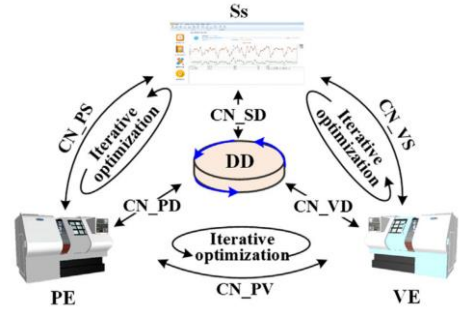 Ss
CN_PS
Iterative
optimization
CN_SD
Iterative
optimization
CN_VS
DD
CN_PD
CN_VD
Iterative
optimization
CN_PV
PE
VE